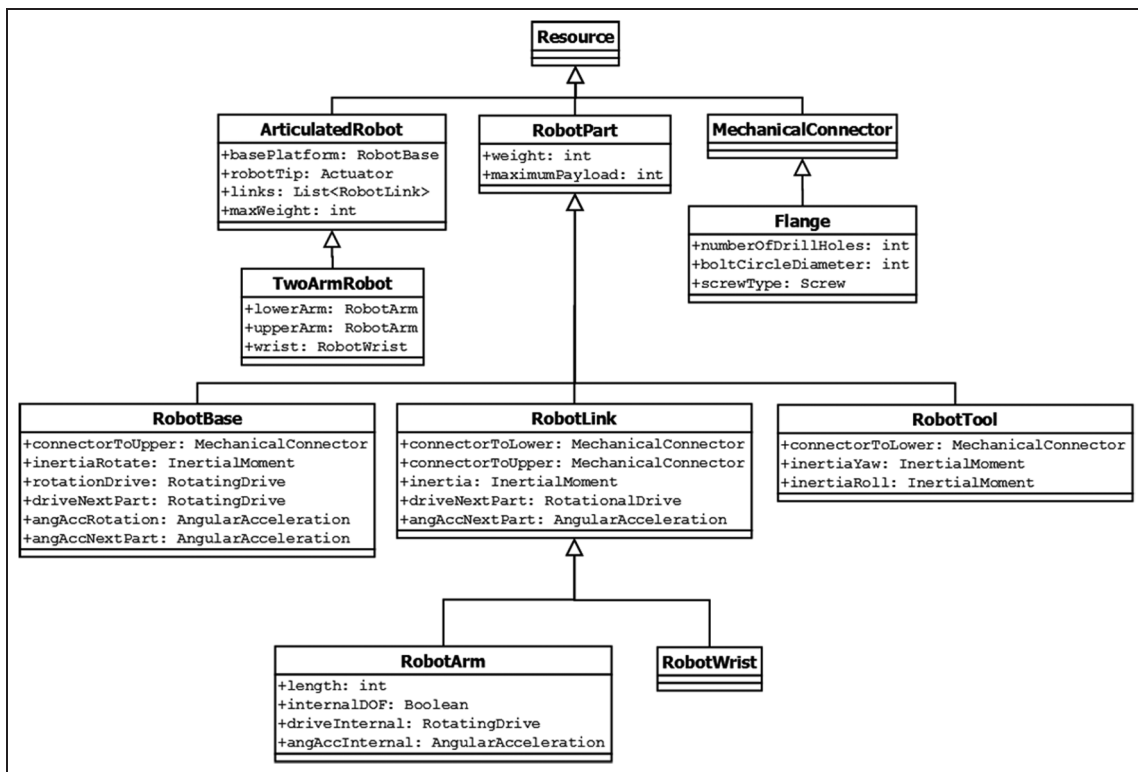 Resource
ArticulatedRobot
+basePlatform: RobotBase
+robotTip: Actuator
+links: List<RobotLink>
+maxWeight: int
RobotPart
+weight: int
+maximumPayload: int
MechanicalConnector
Flange
+numberOfDrillHoles: int
+boltCircleDiameter: int
+screwType: Screw
TwoArmRobot
+lowerArm: RobotArm
+upperArm: RobotArm
+wrist: RobotWrist
RobotBase
+connectorToUpper: MechanicalConnector
+inertiaRotate: InertialMoment
+rotationDrive: RotatingDrive
+driveNextPart: RotatingDrive
+angAccRotation: AngularAcceleration
+angAccNextPart: AngularAcceleration
RobotLink
+connectorToLower: MechanicalConnector
+connectorToUpper: MechanicalConnector
+inertia: InertialMoment
+driveNextPart: RotationalDrive
+angAccNextPart: AngularAcceleration
RobotTool
+connectorToLower: MechanicalConnector
+inertiaYaw: InertialMoment
+inertiaRoll: InertialMoment
RobotArm
+length: int
+internalDOF: Boolean
+driveInternal: RotatingDrive
+angAccInternal: AngularAcceleration
RobotWrist